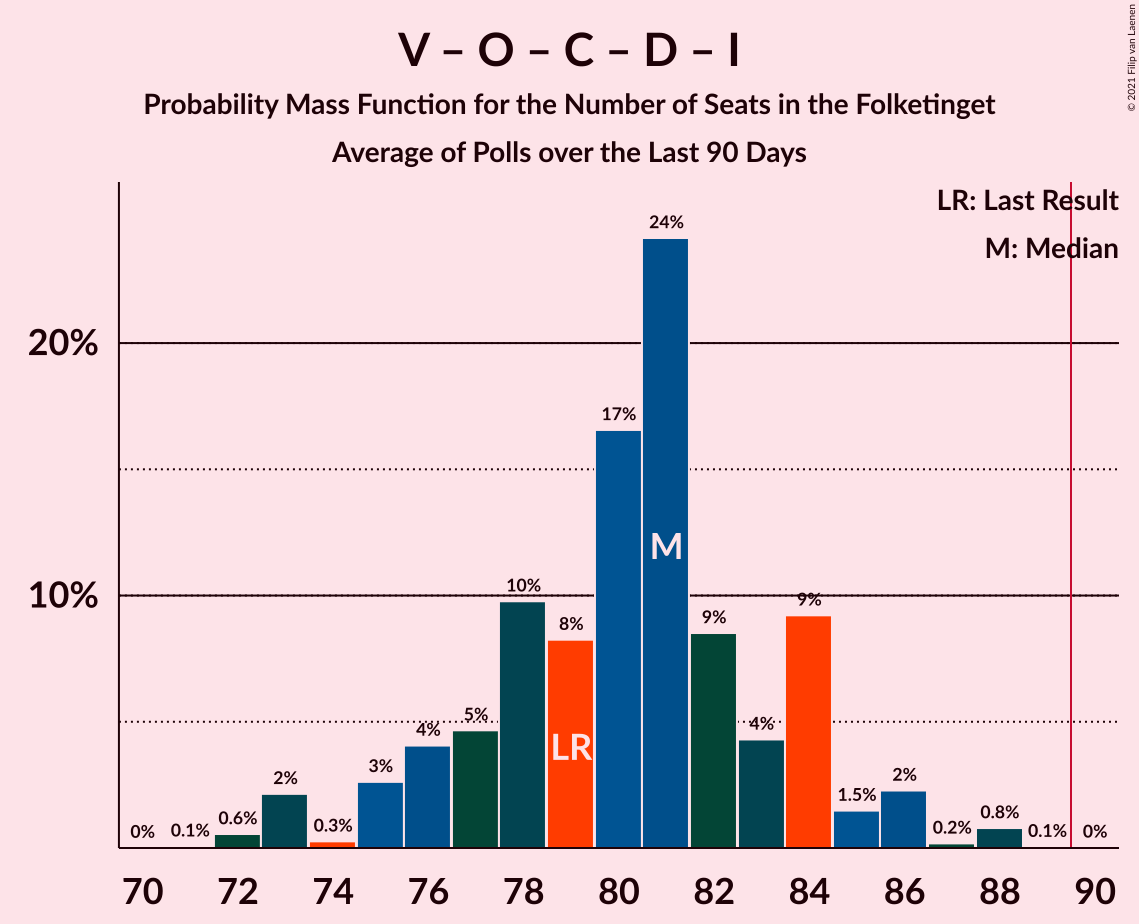 V – O – C – D – I
Probability Mass Function for the Number of Seats in the Folketinget
Average of Polls over the Last 90 Days
© 2021 Filip van Laenen
LR: Last Result
M: Median
20%
10%
0%
0.1%
0.6%
2%
0.3%
3%
4%
5%
10%
8%
17%
24%
9%
4%
9%
1.5%
2%
0.2%
0.8%
0.1%
0%
LR
M
70 72 74 76 78 80 82 84 86 88 90